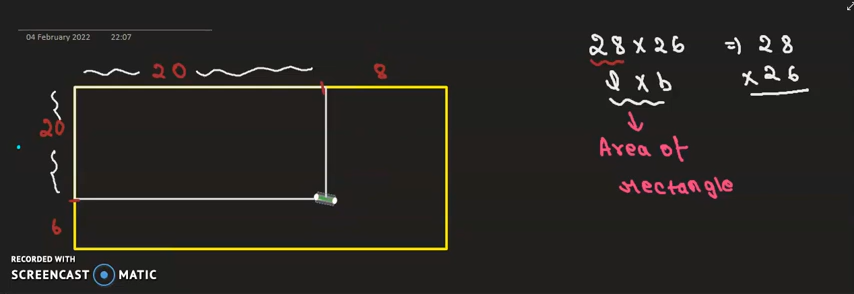 04 February 2022 22:07
20
8
20
6
28 × 26 => 28
× 26
l × b
Area of
rectangle
RECORDED WITH
SCREENCAST MATIC